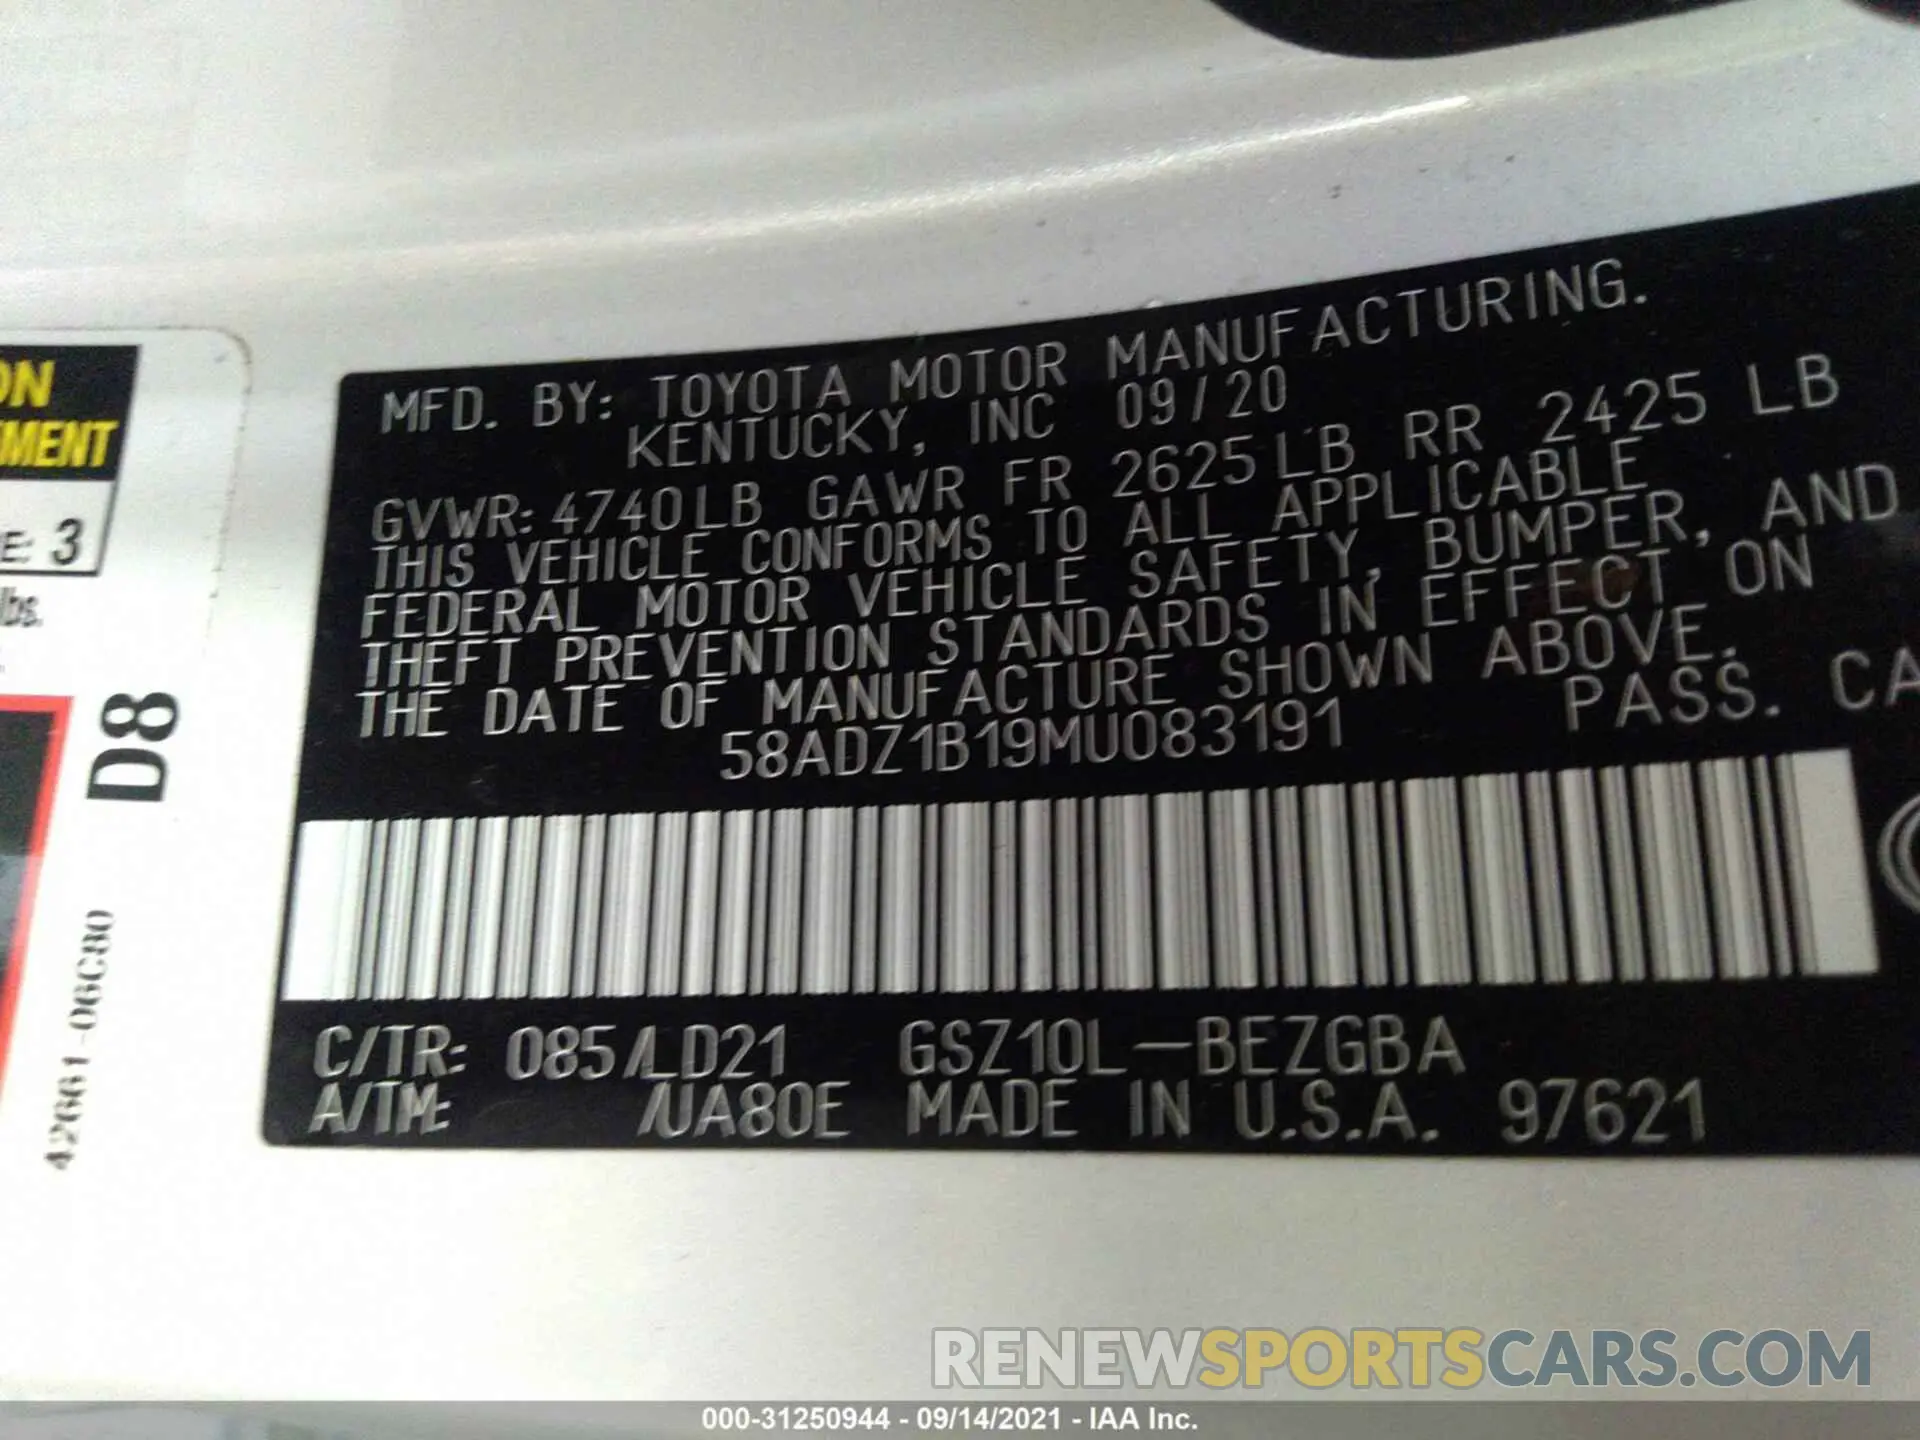 ON
EMENT
E: 3
lbs.
D8
42661-06C80
MFD. BY: TOYOTA MOTOR MANUFACTURING.
KENTUCKY, INC 09/20
GVWR: 4740LB GAWR FR 2625LB RR 2425 LB
THIS VEHICLE CONFORMS TO ALL APPLICABLE
FEDERAL MOTOR VEHICLE SAFETY, BUMPER, AND
THEFT PREVENTION STANDARDS IN EFFECT ON
THE DATE OF MANUFACTURE SHOWN ABOVE.
58ADZ1B19MU083191 PASS. CA
C/TR: 085/LD21 GSZ10L-BEZGBA
A/TM: /UA80E MADE IN U.S.A. 97621
RENEWSPORTSCARS.COM
000-31250944 - 09/14/2021 - IAA Inc.